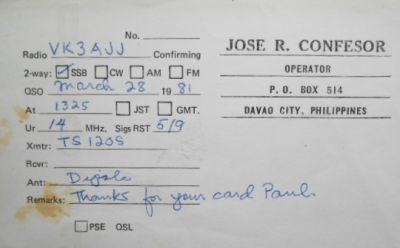 No.
Radio VK3AJJ Confirming
2-way: SSB CW AM FM
QSO March 28 1981
At 1325 JST GMT.
Ur 14 MHz. Sigs RST 5/9
Xmtr: TS 120S
Rcvr:
Ant: Dipole
Remarks: Thanks for your card Paul.
PSE QSL
JOSE R. CONFESOR
OPERATOR
P. O. BOX 514
DAVAO CITY, PHILIPPINES